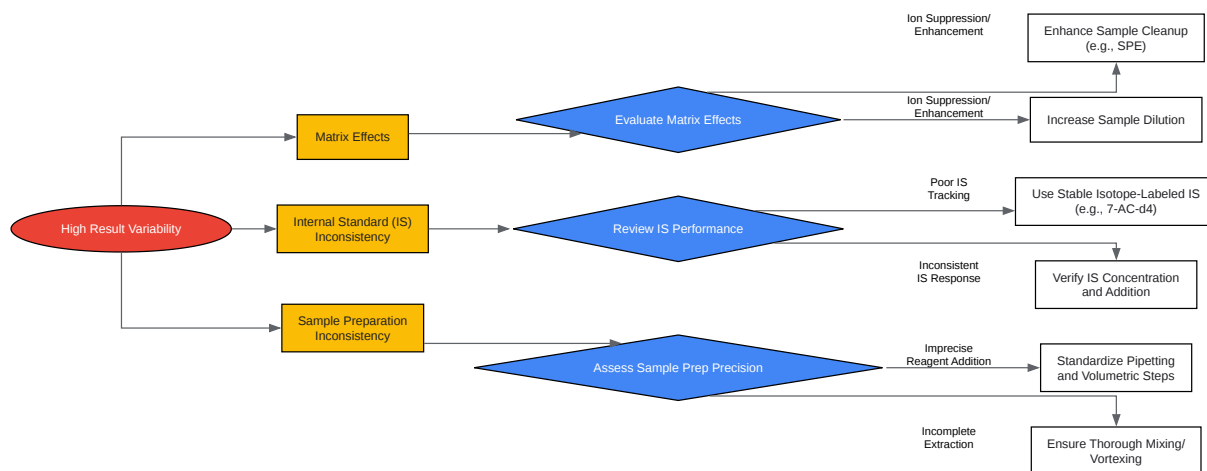 Ion Suppression/
Enhancement
Enhance Sample Cleanup
(e.g., SPE)
Evaluate Matrix Effects
Ion Suppression/
Enhancement
Increase Sample Dilution
Matrix Effects
Poor IS
Tracking
Use Stable Isotope-Labeled IS
(e.g., 7-AC-d4)
High Result Variability
Internal Standard (IS)
Inconsistency
Review IS Performance
Inconsistent
IS Response
Verify IS Concentration
and Addition
Sample Preparation
Inconsistency
Assess Sample Prep Precision
Imprecise
Reagent Addition
Standardize Pipetting
and Volumetric Steps
Incomplete
Extraction
Ensure Thorough Mixing/
Vortexing